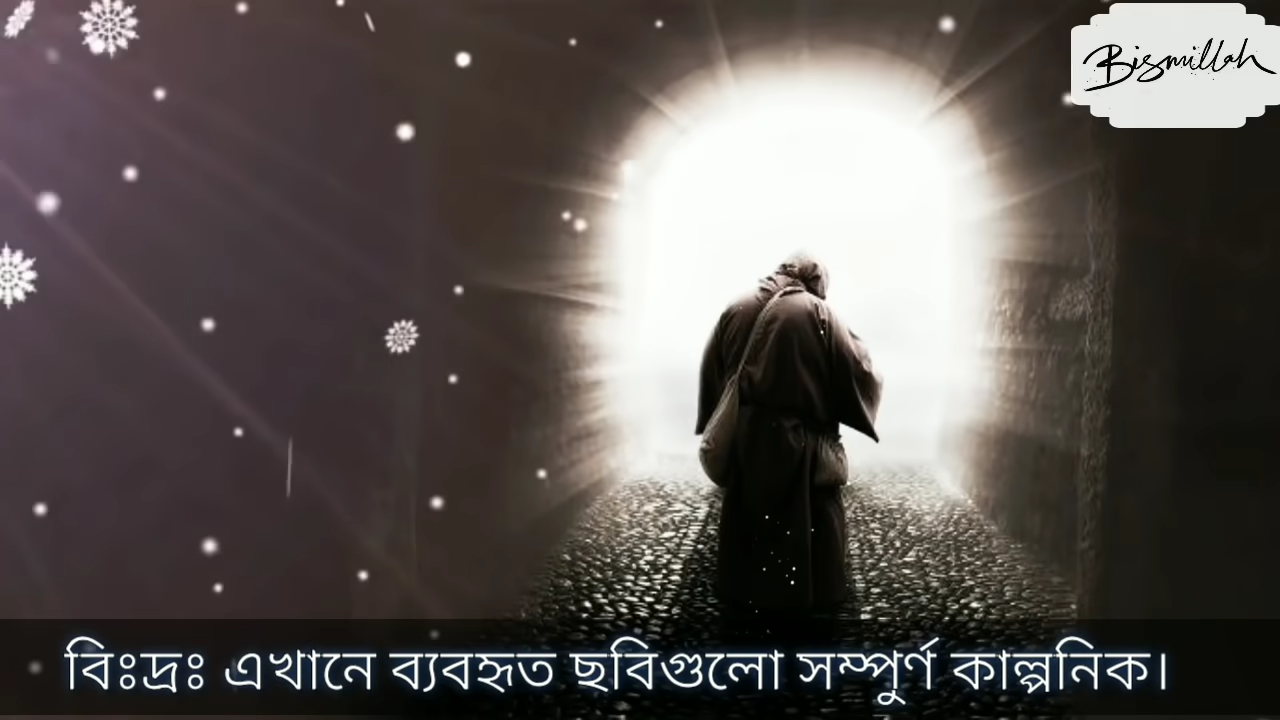 Bismillah
বিঃদ্রঃ এখানে ব্যবহৃত ছবিগুলো সম্পুর্ণ কাল্পনিক।